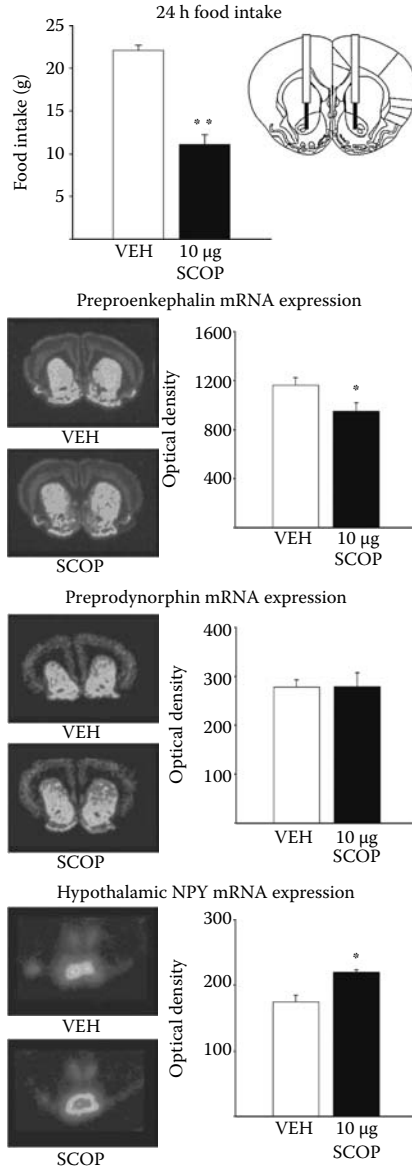 24 h food intake
Food intake (g)
25
20
15
10
5
**
VEH
10 µg
SCOP
Preproenkephalin mRNA expression
VEH
SCOP
Optical density
1600
1200
800
400
*
VEH
10 µg
SCOP
Preprodynorphin mRNA expression
VEH
SCOP
Optical density
400
300
200
100
VEH
10 µg
SCOP
Hypothalamic NPY mRNA expression
VEH
SCOP
Optical density
300
200
100
*
VEH
10 µg
SCOP